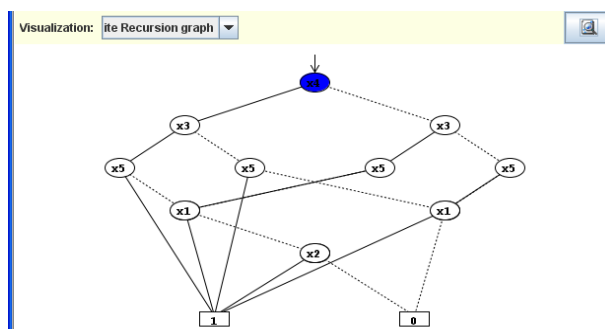 Visualization: ite Recursion graph
x4
x3 x3
x5 x5 x5 x5
x1 x1
x2
1 0